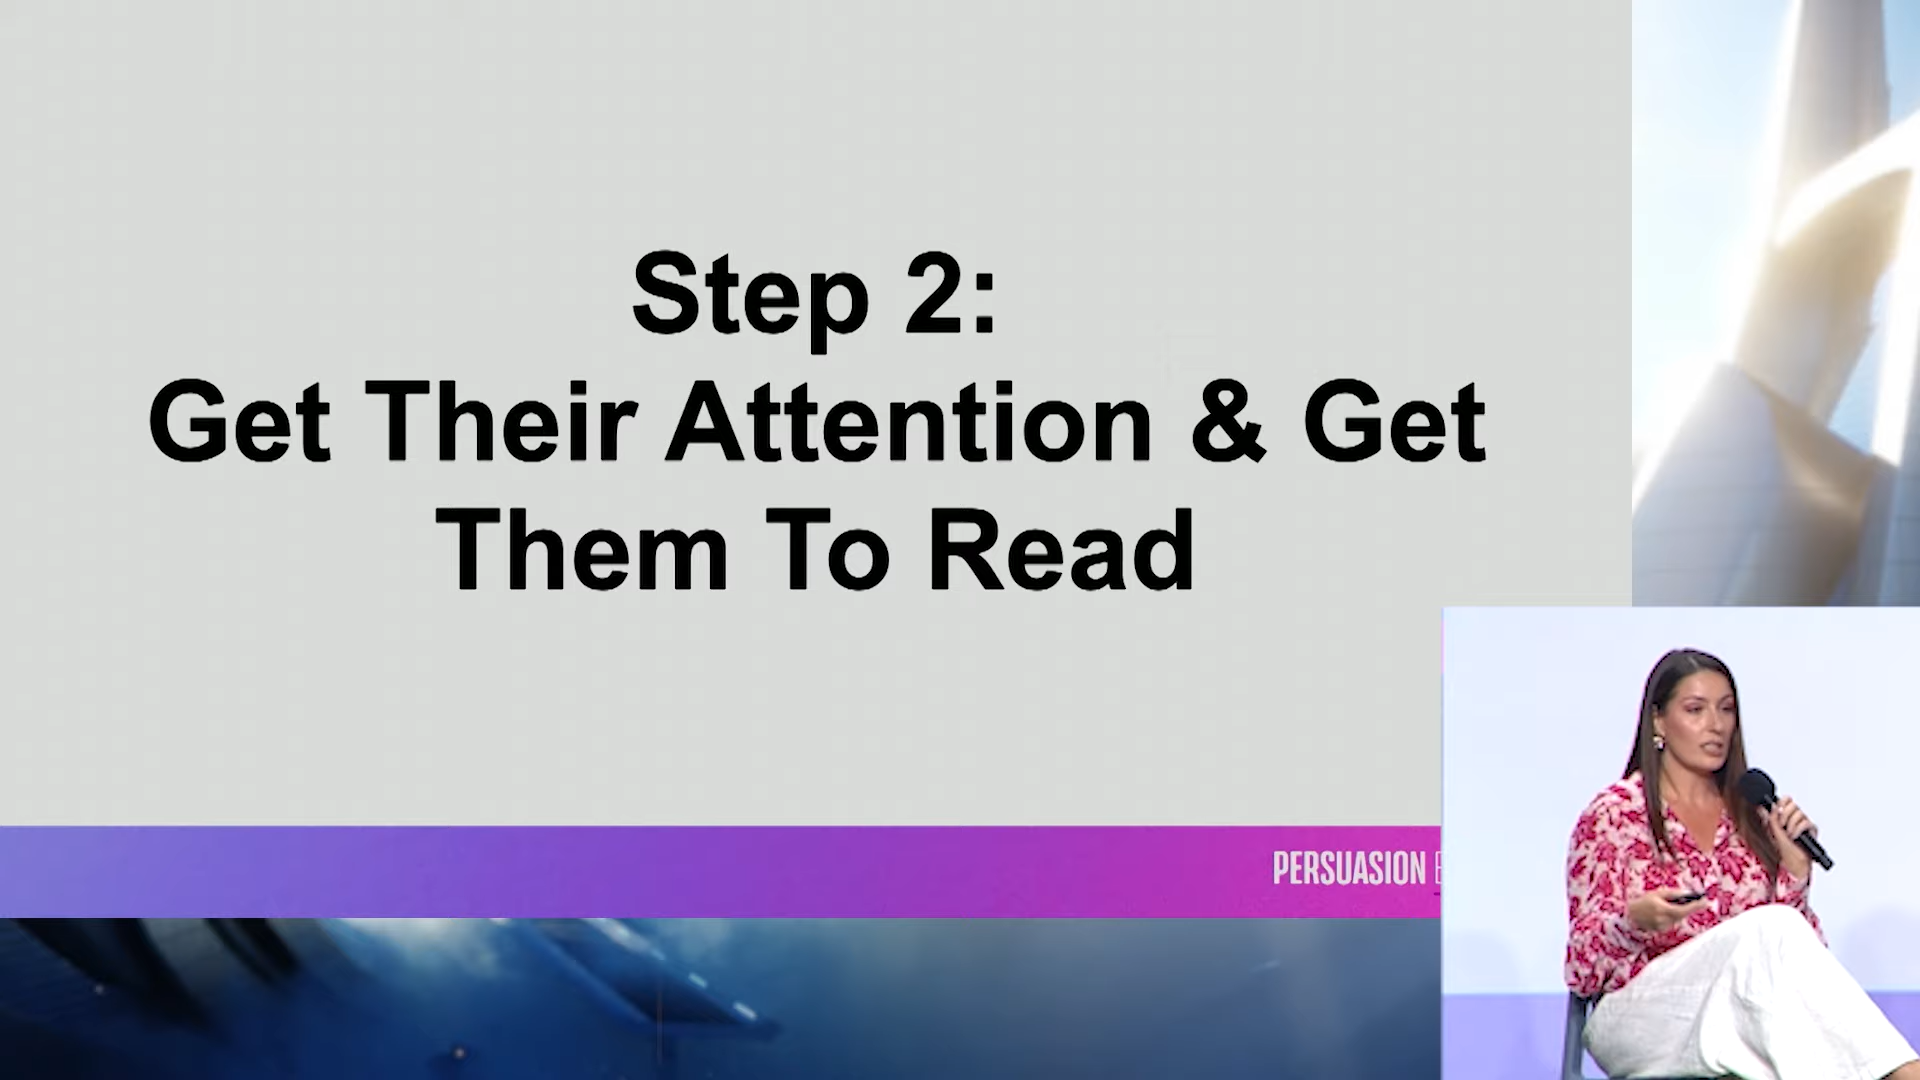 Step 2:
Get Their Attention & Get
Them To Read
PERSUASION